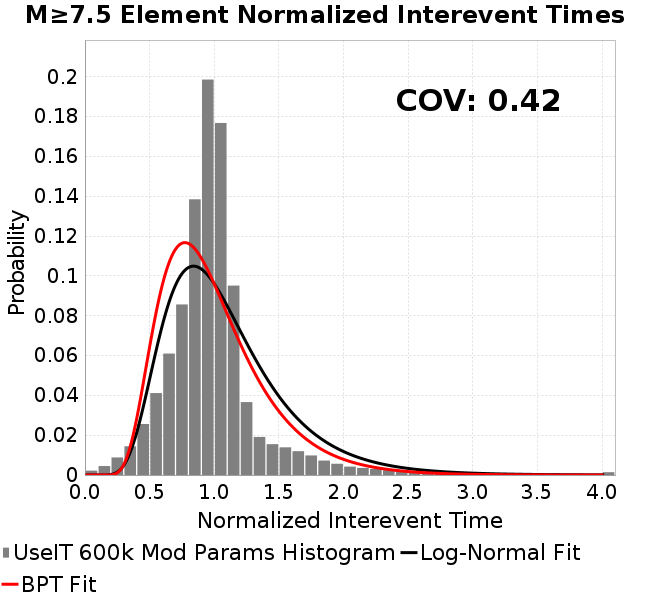 M≥7.5 Element Normalized Interevent Times
COV: 0.42
Probability
0.2
0.18
0.16
0.14
0.12
0.1
0.08
0.06
0.04
0.02
0
0.0 0.5 1.0 1.5 2.0 2.5 3.0 3.5 4.0
Normalized Interevent Time
UseIT 600k Mod Params Histogram Log-Normal Fit
BPT Fit